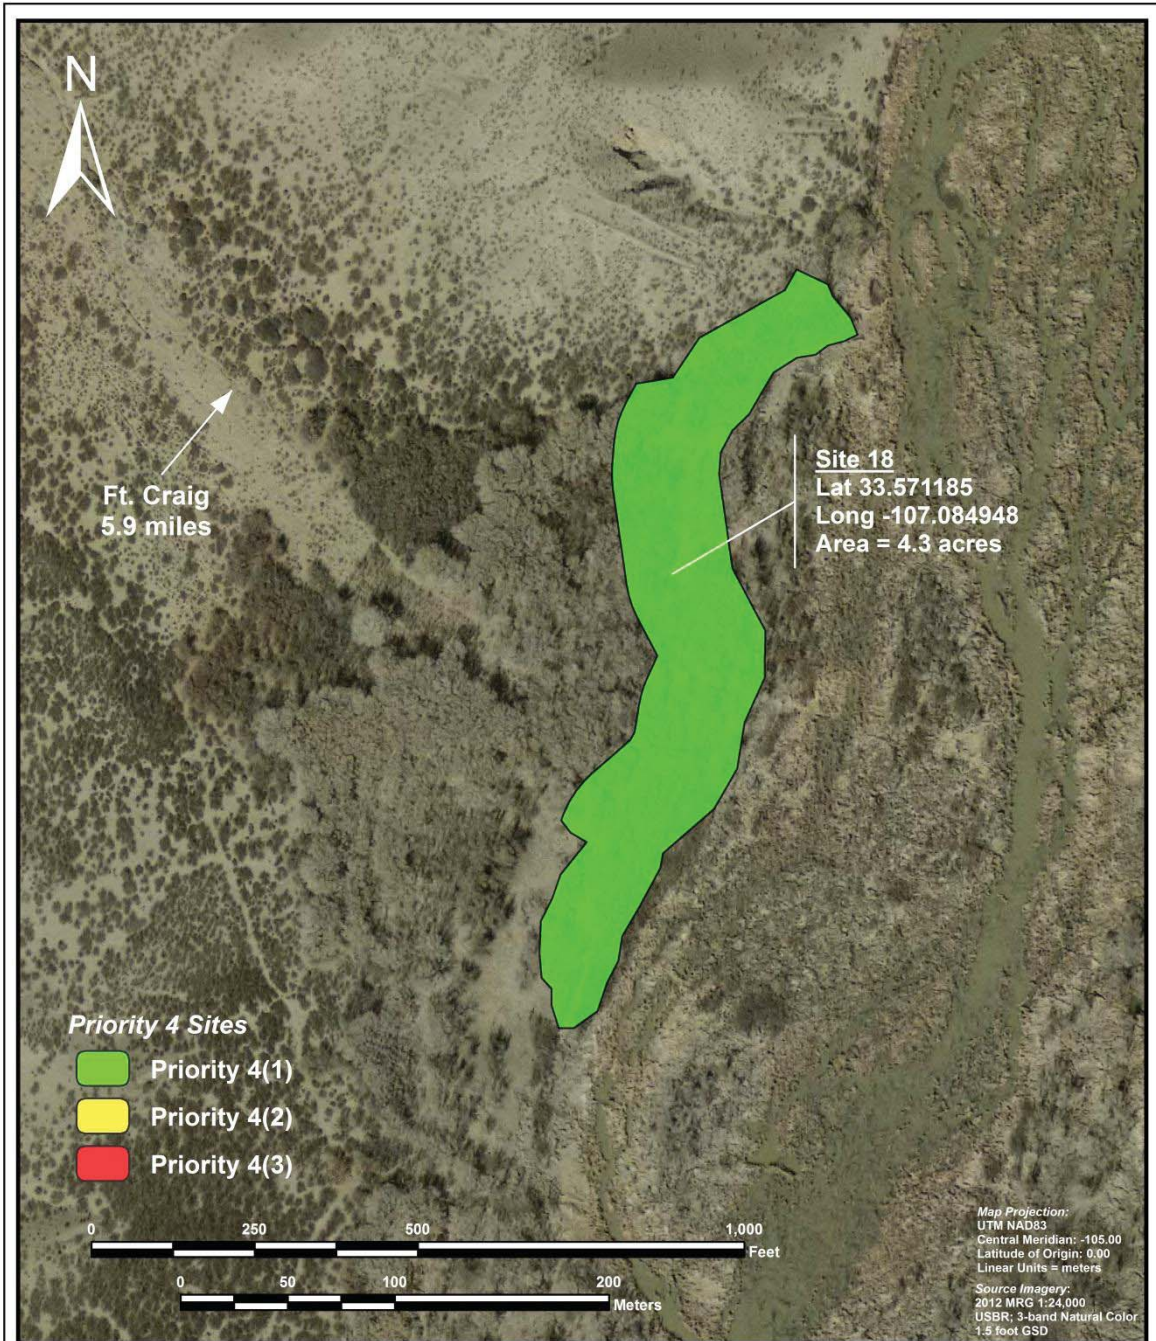 N
Ft. Craig
5.9 miles
Site 18
Lat 33.571185
Long -107.084948
Area = 4.3 acres
Priority 4 Sites
Priority 4(1)
Priority 4(2)
Priority 4(3)
0 250 500 1,000
Feet
0 50 100 200
Meters
Map Projection:
UTM NAD83
Central Meridian: -105.00
Latitude of Origin: 0.00
Linear Units = meters
Source Imagery:
2012 MRG 1:24,000
USBR; 3-band Natural Color
1.5 foot GSD